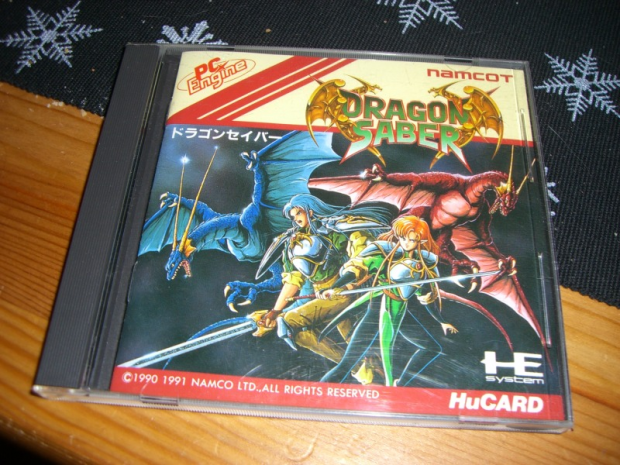 PC Engine
namcot
DRAGON
SABER
ドラゴンセイバー
HE
system
©1990 1991 NAMCO LTD.,ALL RIGHTS RESERVED
HuCARD